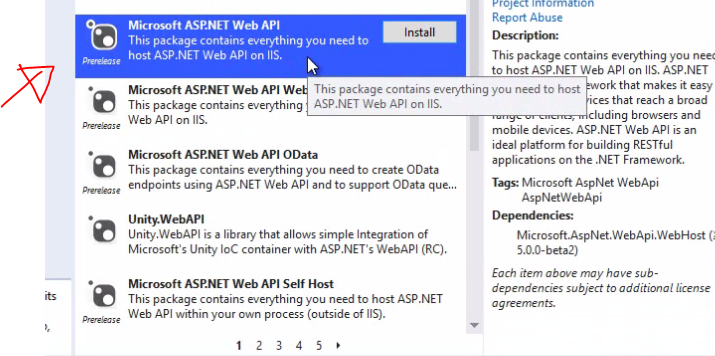 Microsoft ASP.NET Web API
This package contains everything you need to
host ASP.NET Web API on IIS.
Prerelease
Install
Microsoft ASP.NET Web API Web
This package contains everything
Web API on IIS.
Prerelease
This package contains everything you need to host
ASP.NET Web API on IIS.
Microsoft ASP.NET Web API OData
This package contains everything you need to create OData
endpoints using ASP.NET Web API and to support OData que...
Prerelease
Unity.WebAPI
Unity.WebAPI is a library that allows simple Integration of
Microsoft's Unity IoC container with ASP.NET's WebAPI (RC).
Microsoft ASP.NET Web API Self Host
This package contains everything you need to host ASP.NET
Web API within your own process (outside of IIS).
Prerelease
1 2 3 4 5
its
Project Information
Report Abuse
Description:
This package contains everything you need
to host ASP.NET Web API on IIS. ASP.NET
ework that makes it easy
vices that reach a broad
range of clients, including browsers and
mobile devices. ASP.NET Web API is an
ideal platform for building RESTful
applications on the .NET Framework.
Tags: Microsoft AspNet WebApi
AspNetWebApi
Dependencies:
Microsoft.AspNet.WebApi.WebHost (≥
5.0.0-beta2)
Each item above may have sub-
dependencies subject to additional license
agreements.